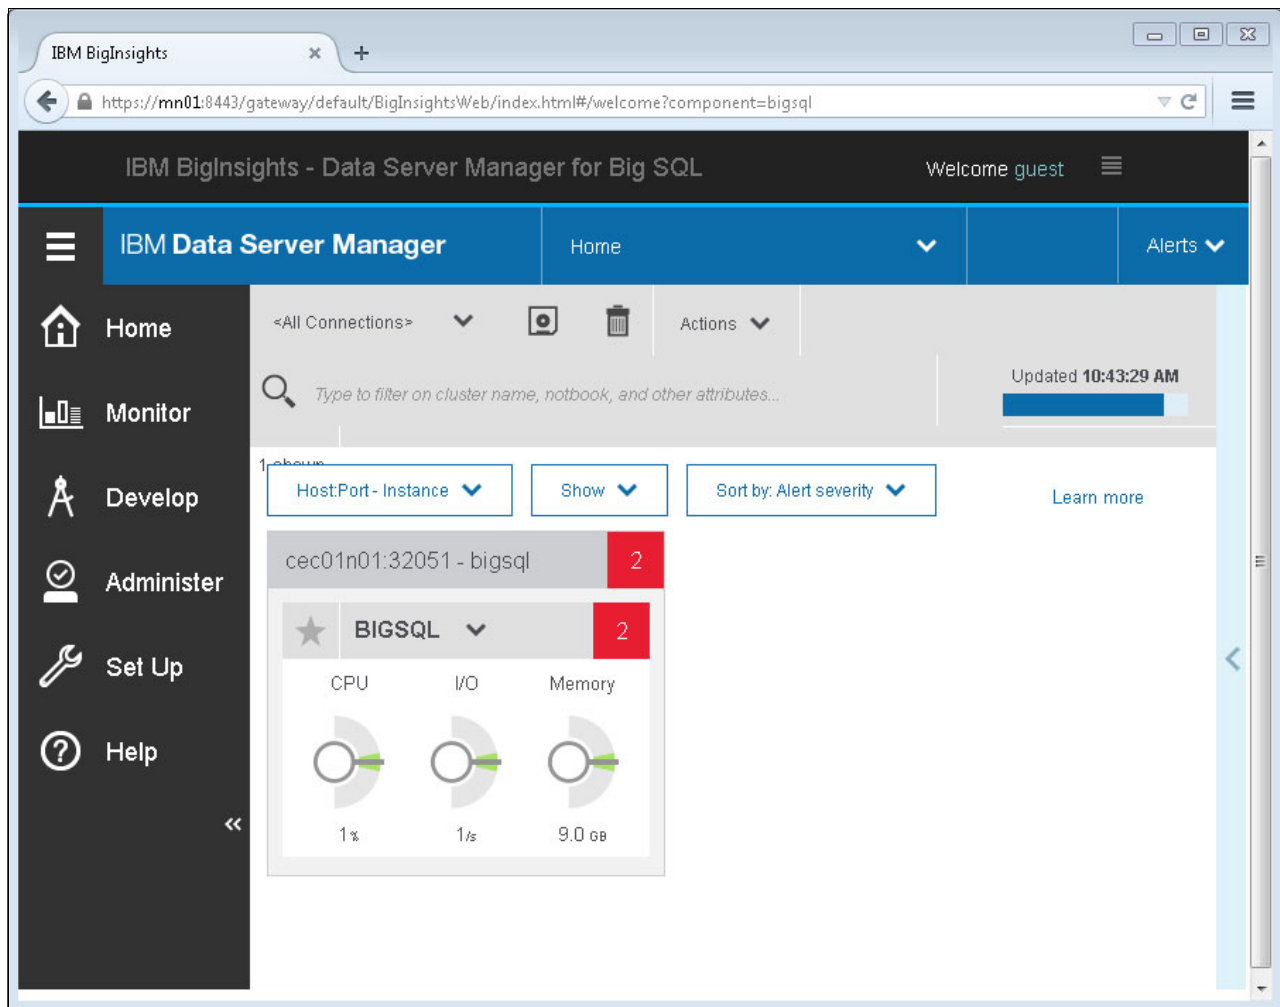 IBM BigInsights
https://mn01:8443/gateway/default/BigInsightsWeb/index.html#/welcome?component=bigsql
IBM BigInsights - Data Server Manager for Big SQL
Welcome guest
IBM Data Server Manager
Home
Alerts
Home
Monitor
Develop
Administer
Set Up
Help
<All Connections>
Actions
Type to filter on cluster name, notbook, and other attributes...
Updated 10:43:29 AM
1 shown
Host:Port - Instance
Show
Sort by: Alert severity
Learn more
cec01n01:32051 - bigsql
2
BIGSQL
2
CPU I/O Memory
1% 1/s 9.0 GB